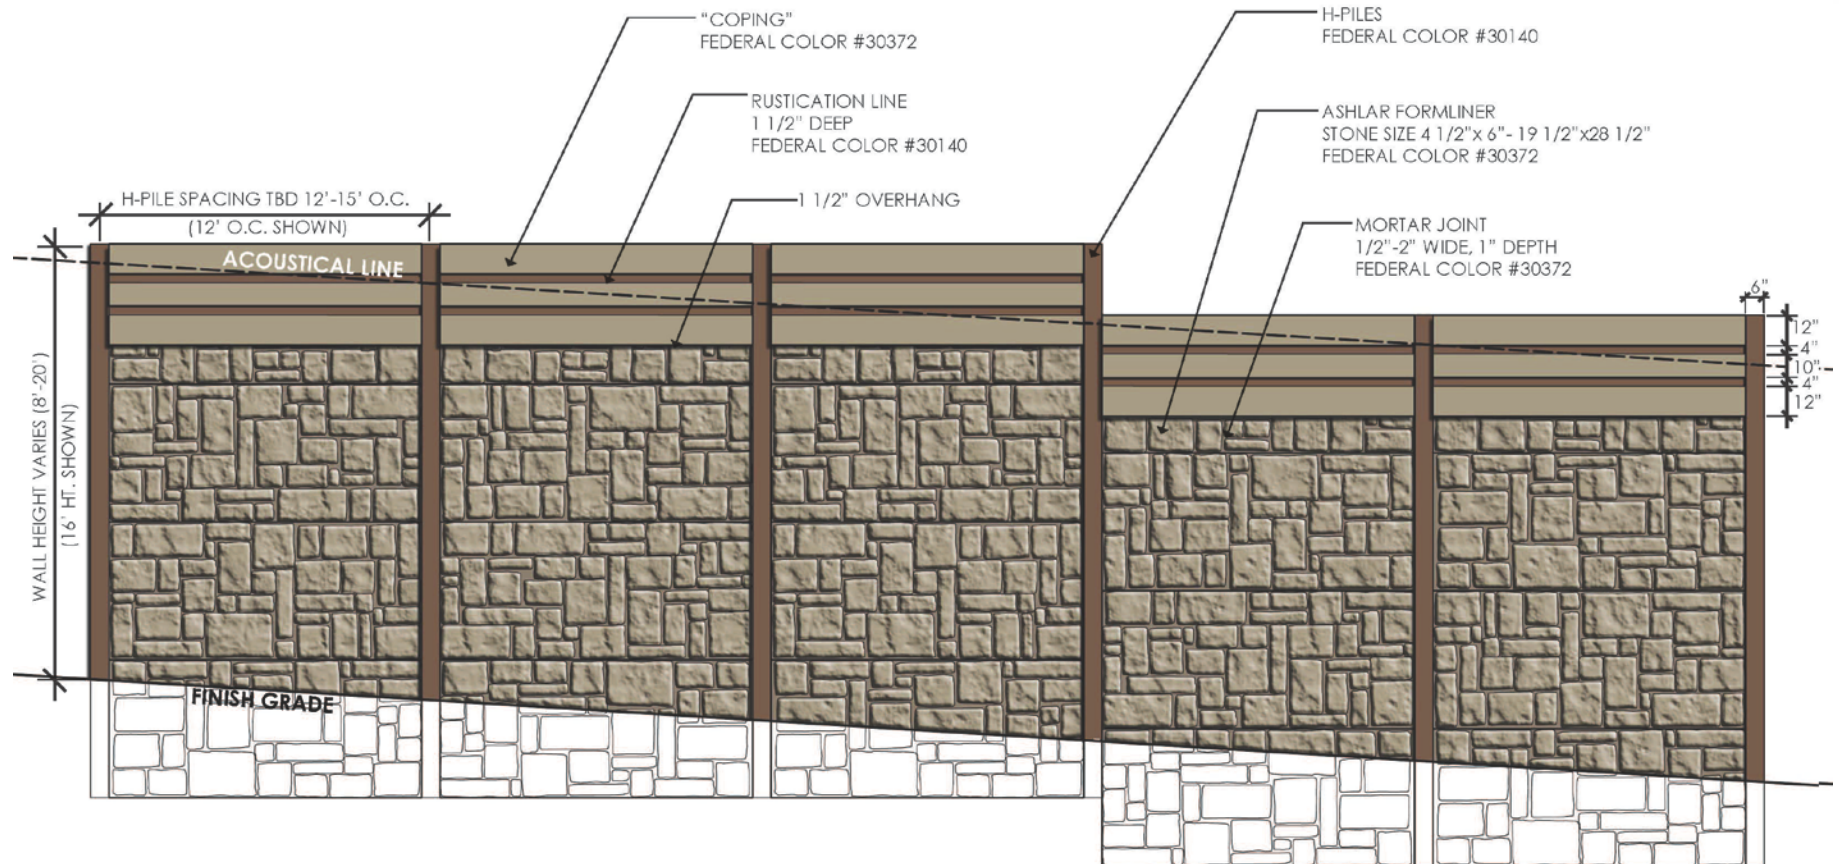 "COPING"
FEDERAL COLOR #30372
H-PILES
FEDERAL COLOR #30140
RUSTICATION LINE
1 1/2" DEEP
FEDERAL COLOR #30140
ASHLAR FORMLINER
STONE SIZE 4 1/2"x 6"- 19 1/2"x28 1/2"
FEDERAL COLOR #30372
H-PILE SPACING TBD 12'-15' O.C.
(12' O.C. SHOWN)
1 1/2" OVERHANG
MORTAR JOINT
1/2"-2" WIDE, 1" DEPTH
FEDERAL COLOR #30372
ACOUSTICAL LINE
6"
12"
4"
10"
4"
12"
WALL HEIGHT VARIES (8'-20')
(16' HT. SHOWN)
FINISH GRADE